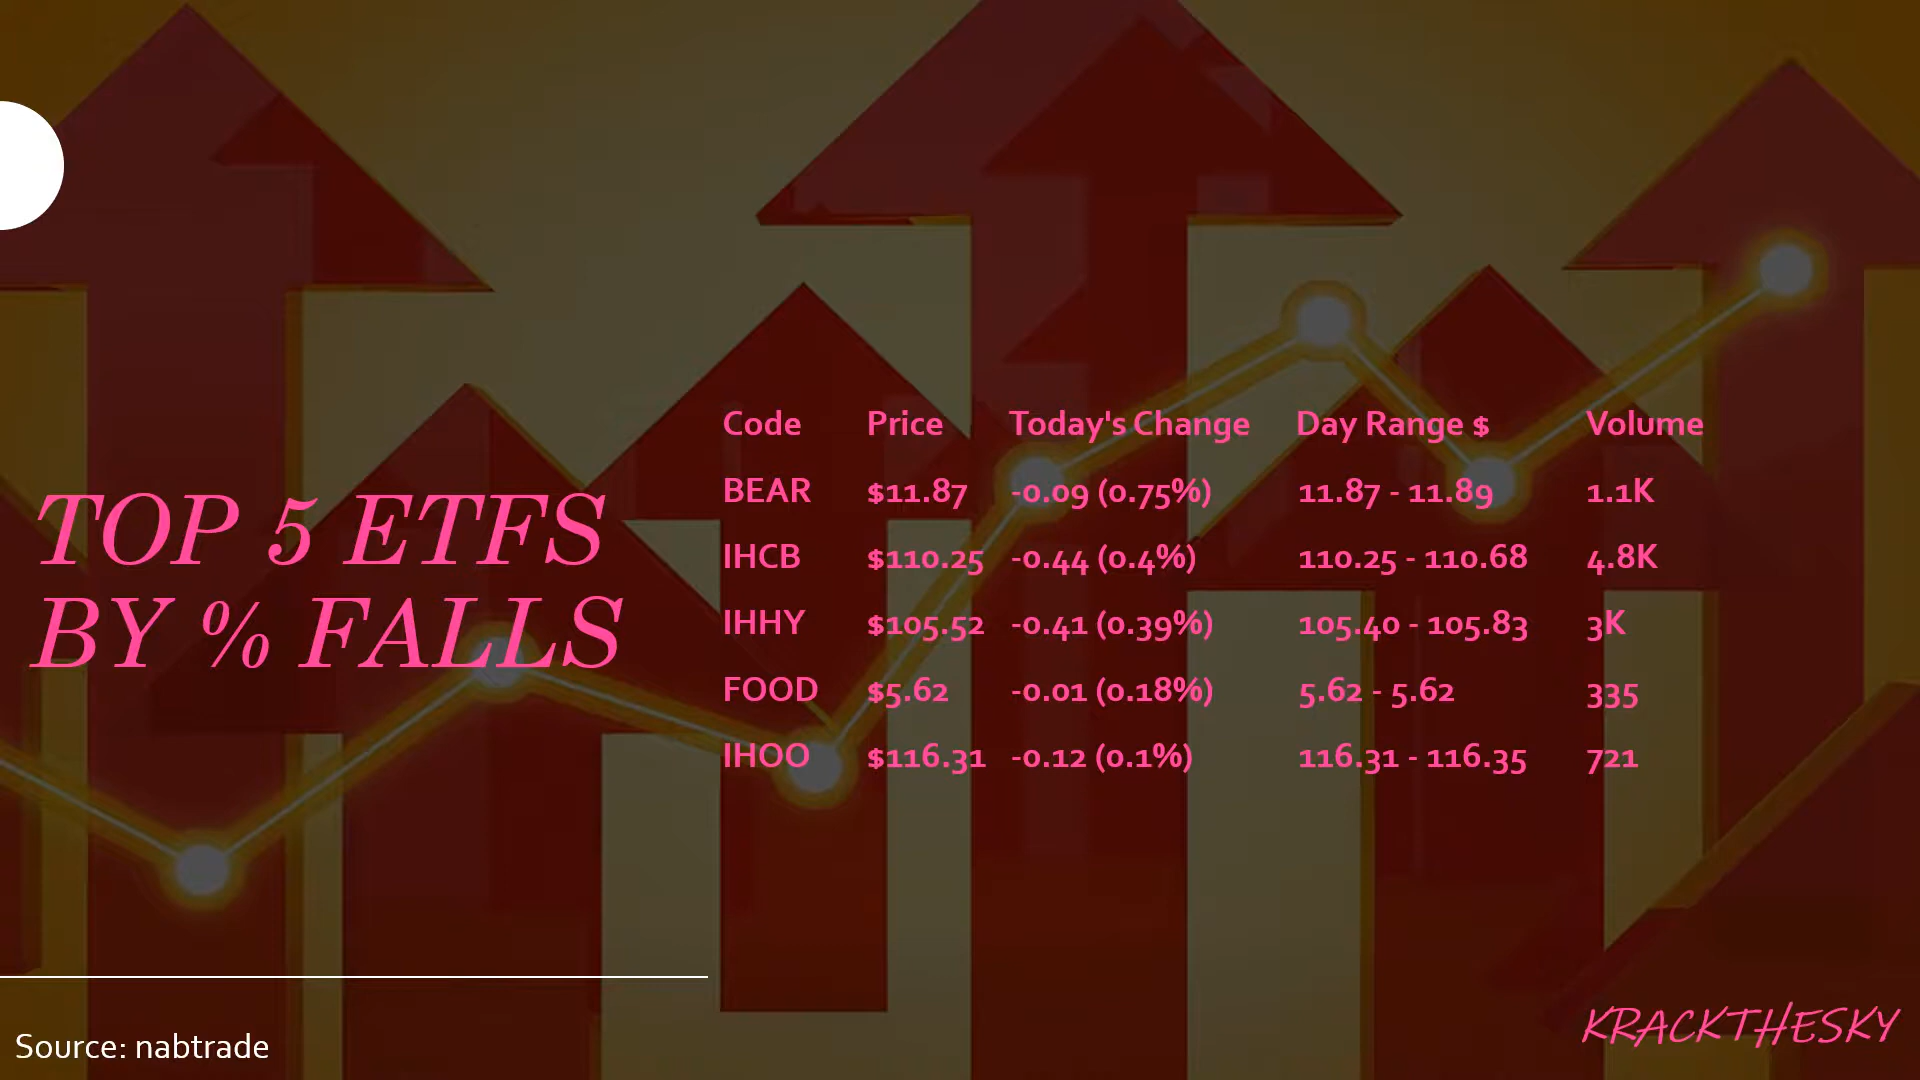 TOP 5 ETFS
BY % FALLS
Code Price Today's Change Day Range $ Volume
BEAR $11.87 -0.09 (0.75%) 11.87 - 11.89 1.1K
IHCB $110.25 -0.44 (0.4%) 110.25 - 110.68 4.8K
IHHY $105.52 -0.41 (0.39%) 105.40 - 105.83 3K
FOOD $5.62 -0.01 (0.18%) 5.62 - 5.62 335
IHOO $116.31 -0.12 (0.1%) 116.31 - 116.35 721
Source: nabtrade
KRACKTHESKY